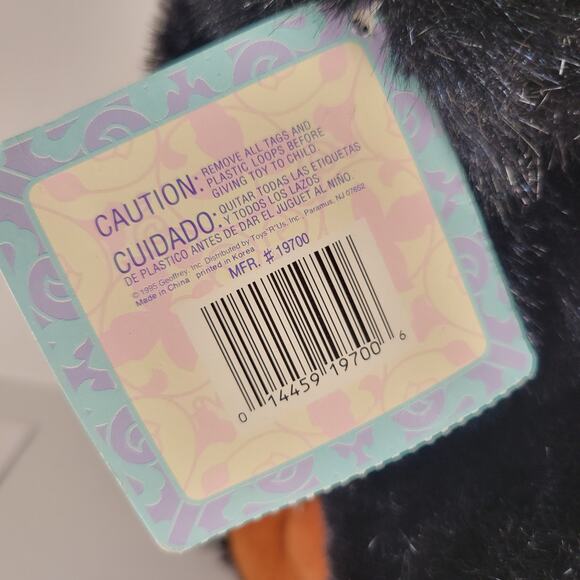 CAUTION: REMOVE ALL TAGS AND
PLASTIC LOOPS BEFORE
GIVING TOY TO CHILD.
CUIDADO: QUITAR TODAS LAS ETIQUETAS
Y TODOS LOS LAZOS
DE PLASTICO ANTES DE DAR EL JUGUET AL NIÑO.
© 1995 Geoffrey, Inc. Distributed by Toys "R" Us, Inc., Paramus, NJ 07652
Made in China printed in Korea
MFR. # 19700
0 14459 19700 6